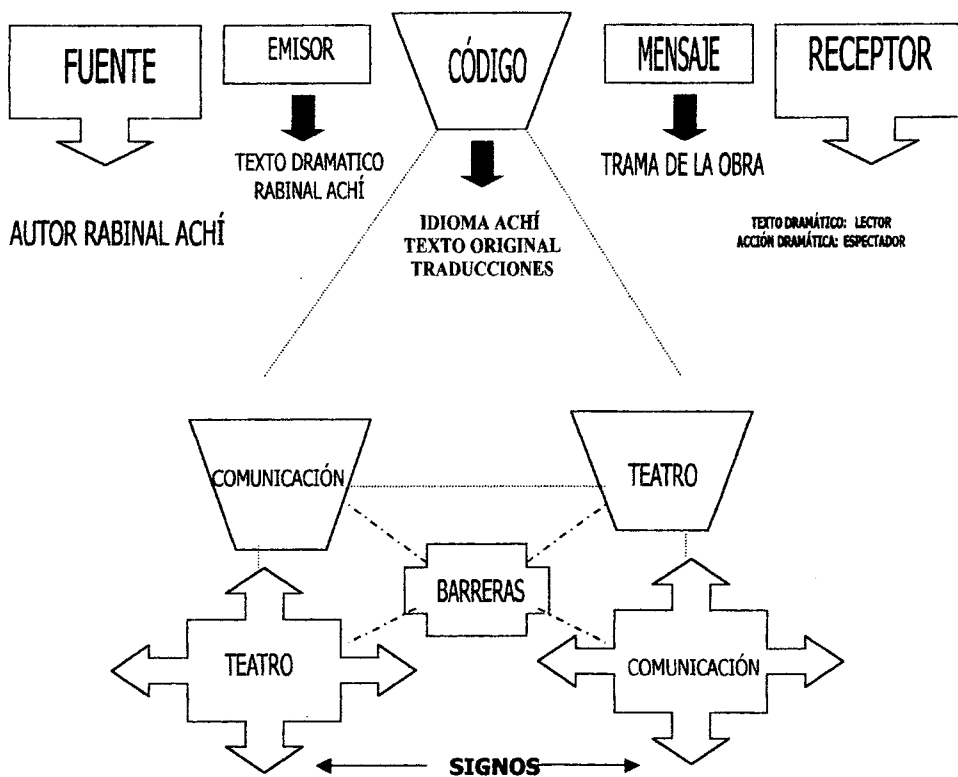 FUENTE
EMISOR
CÓDIGO
MENSAJE
RECEPTOR
AUTOR RABINAL ACHÍ
TEXTO DRAMATICO
RABINAL ACHÍ
IDIOMA ACHÍ
TEXTO ORIGINAL
TRADUCCIONES
TRAMA DE LA OBRA
TEXTO DRAMÁTICO: LECTOR
ACCIÓN DRAMÁTICA: ESPECTADOR
COMUNICACIÓN
TEATRO
BARRERAS
TEATRO
COMUNICACIÓN
SIGNOS